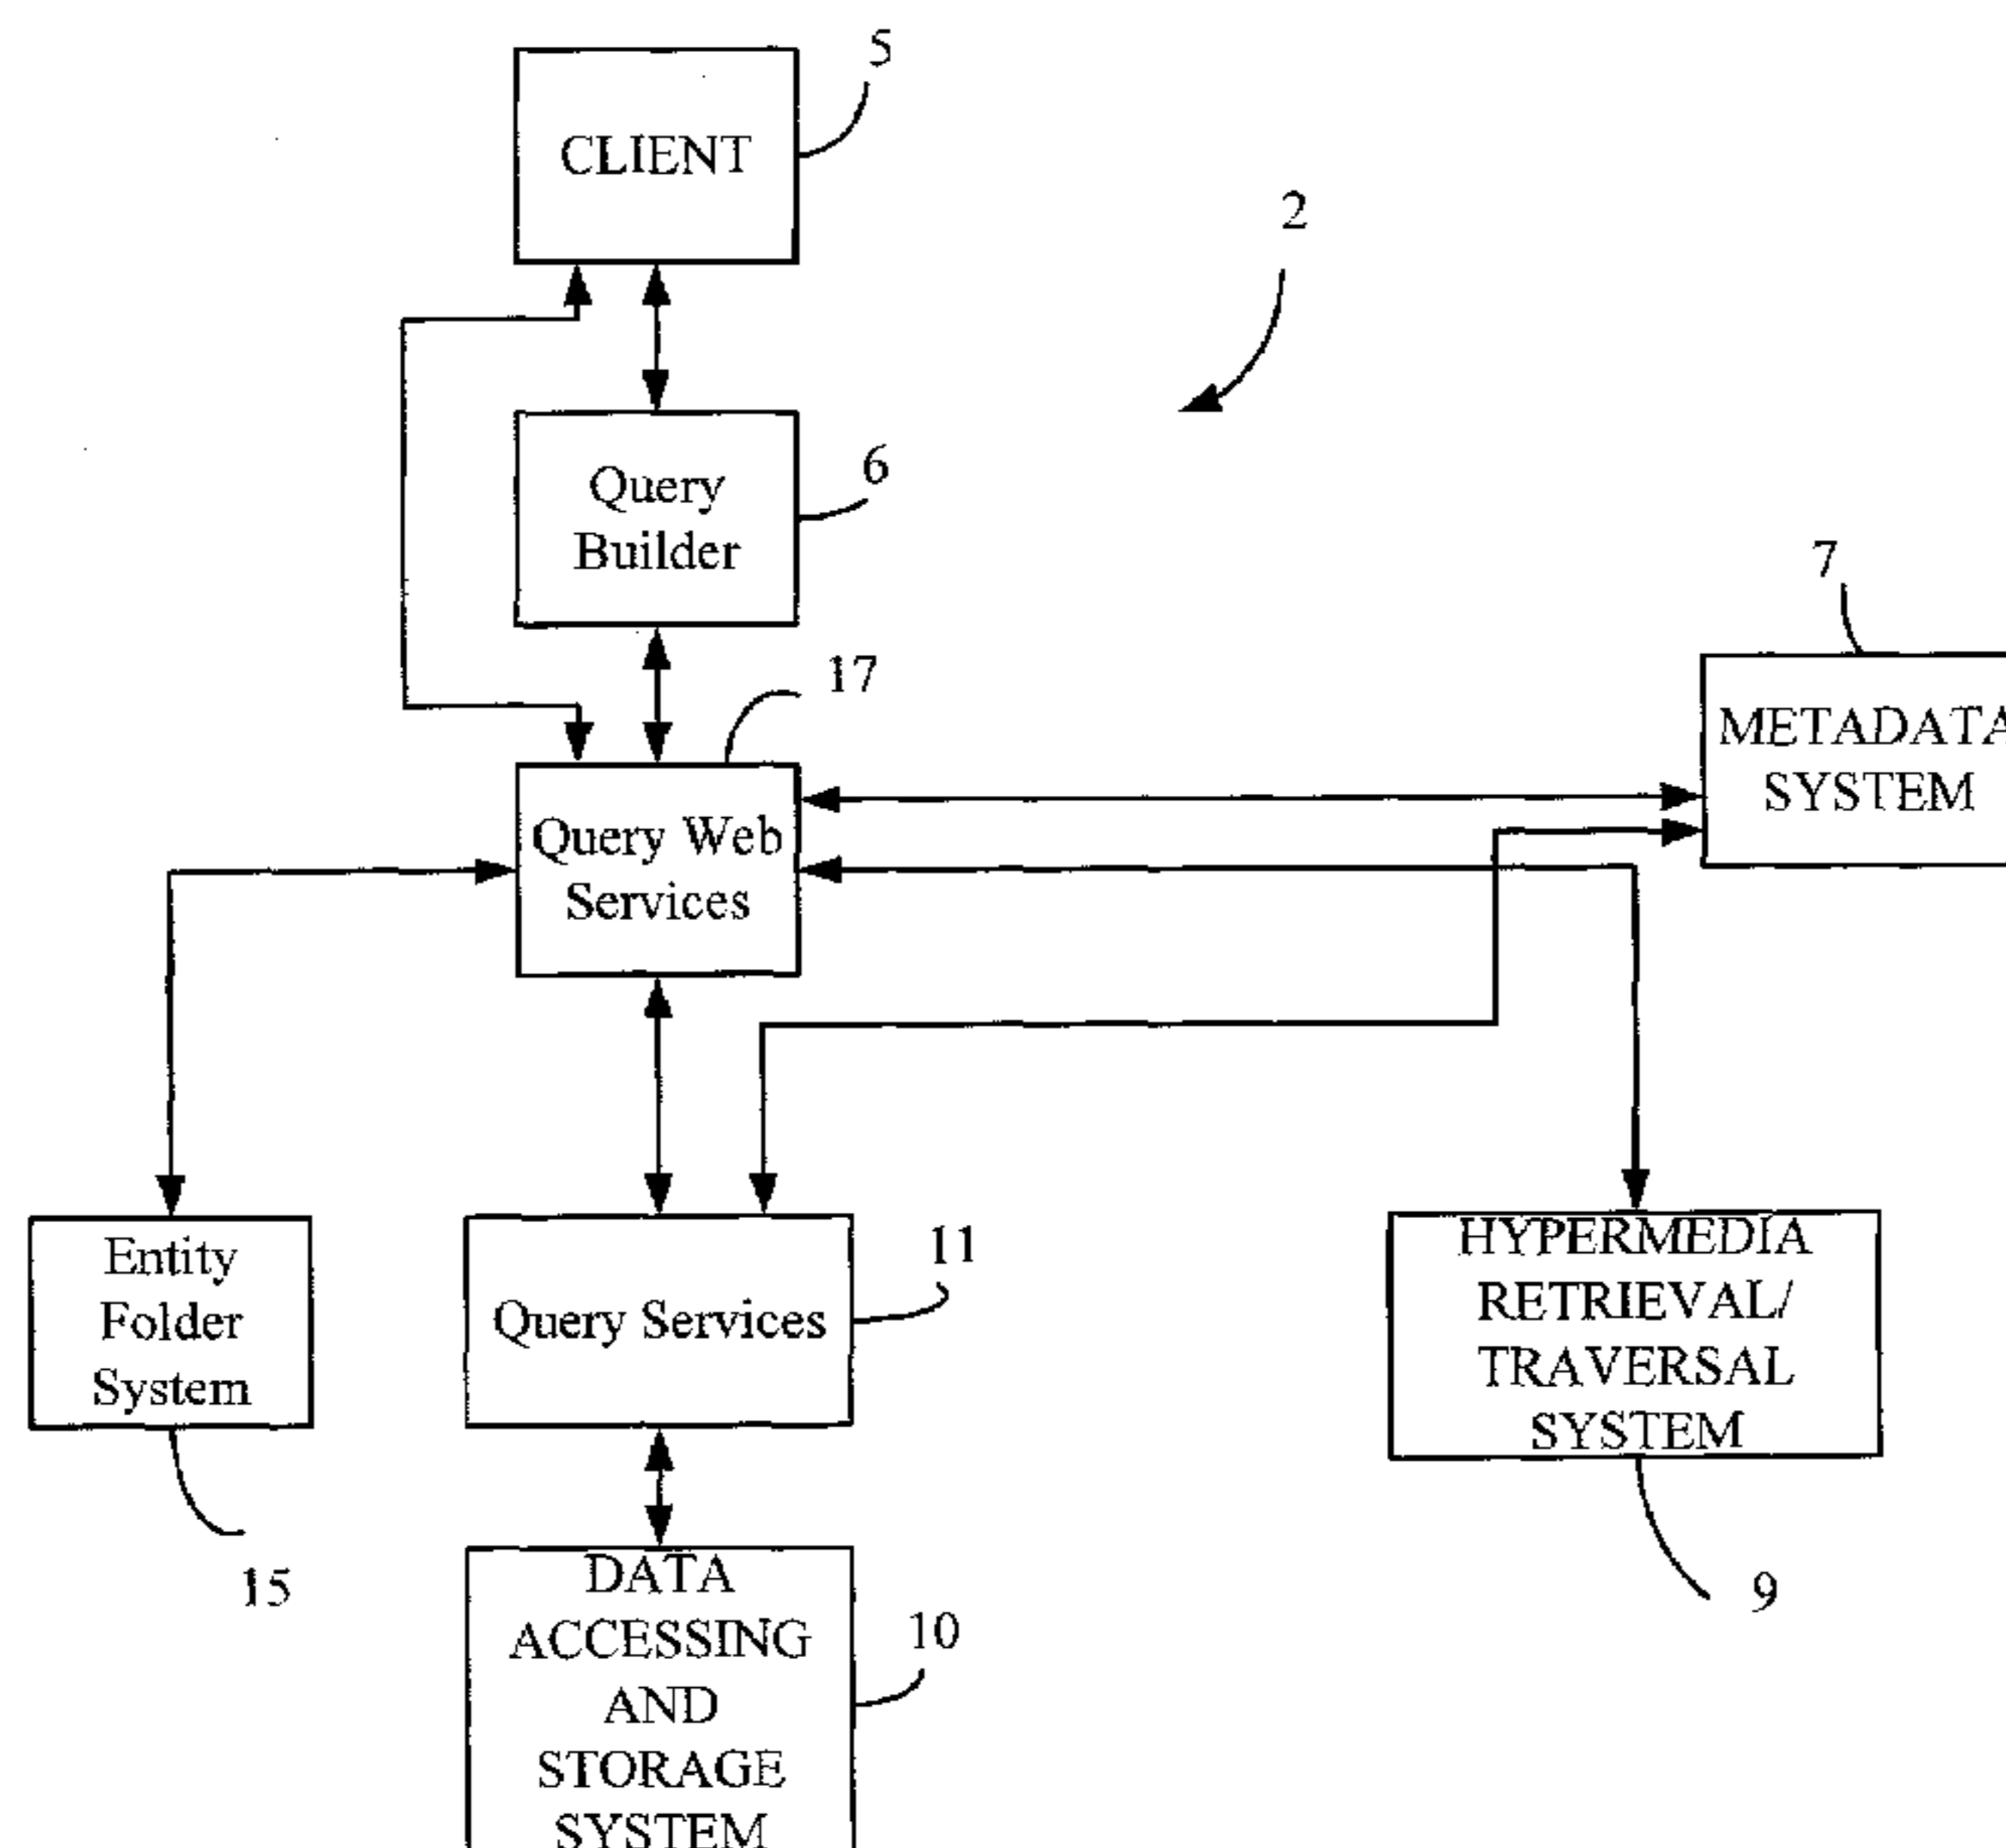 5
CLIENT
2
6
Query
Builder
7
17
METADATA
SYSTEM
Query Web
Services
11
Entity
Folder
System
Query Services
HYPERMEDIA
RETRIEVAL/
TRAVERSAL
SYSTEM
15
9
10
DATA
ACCESSING
AND
STORAGE
SYSTEM